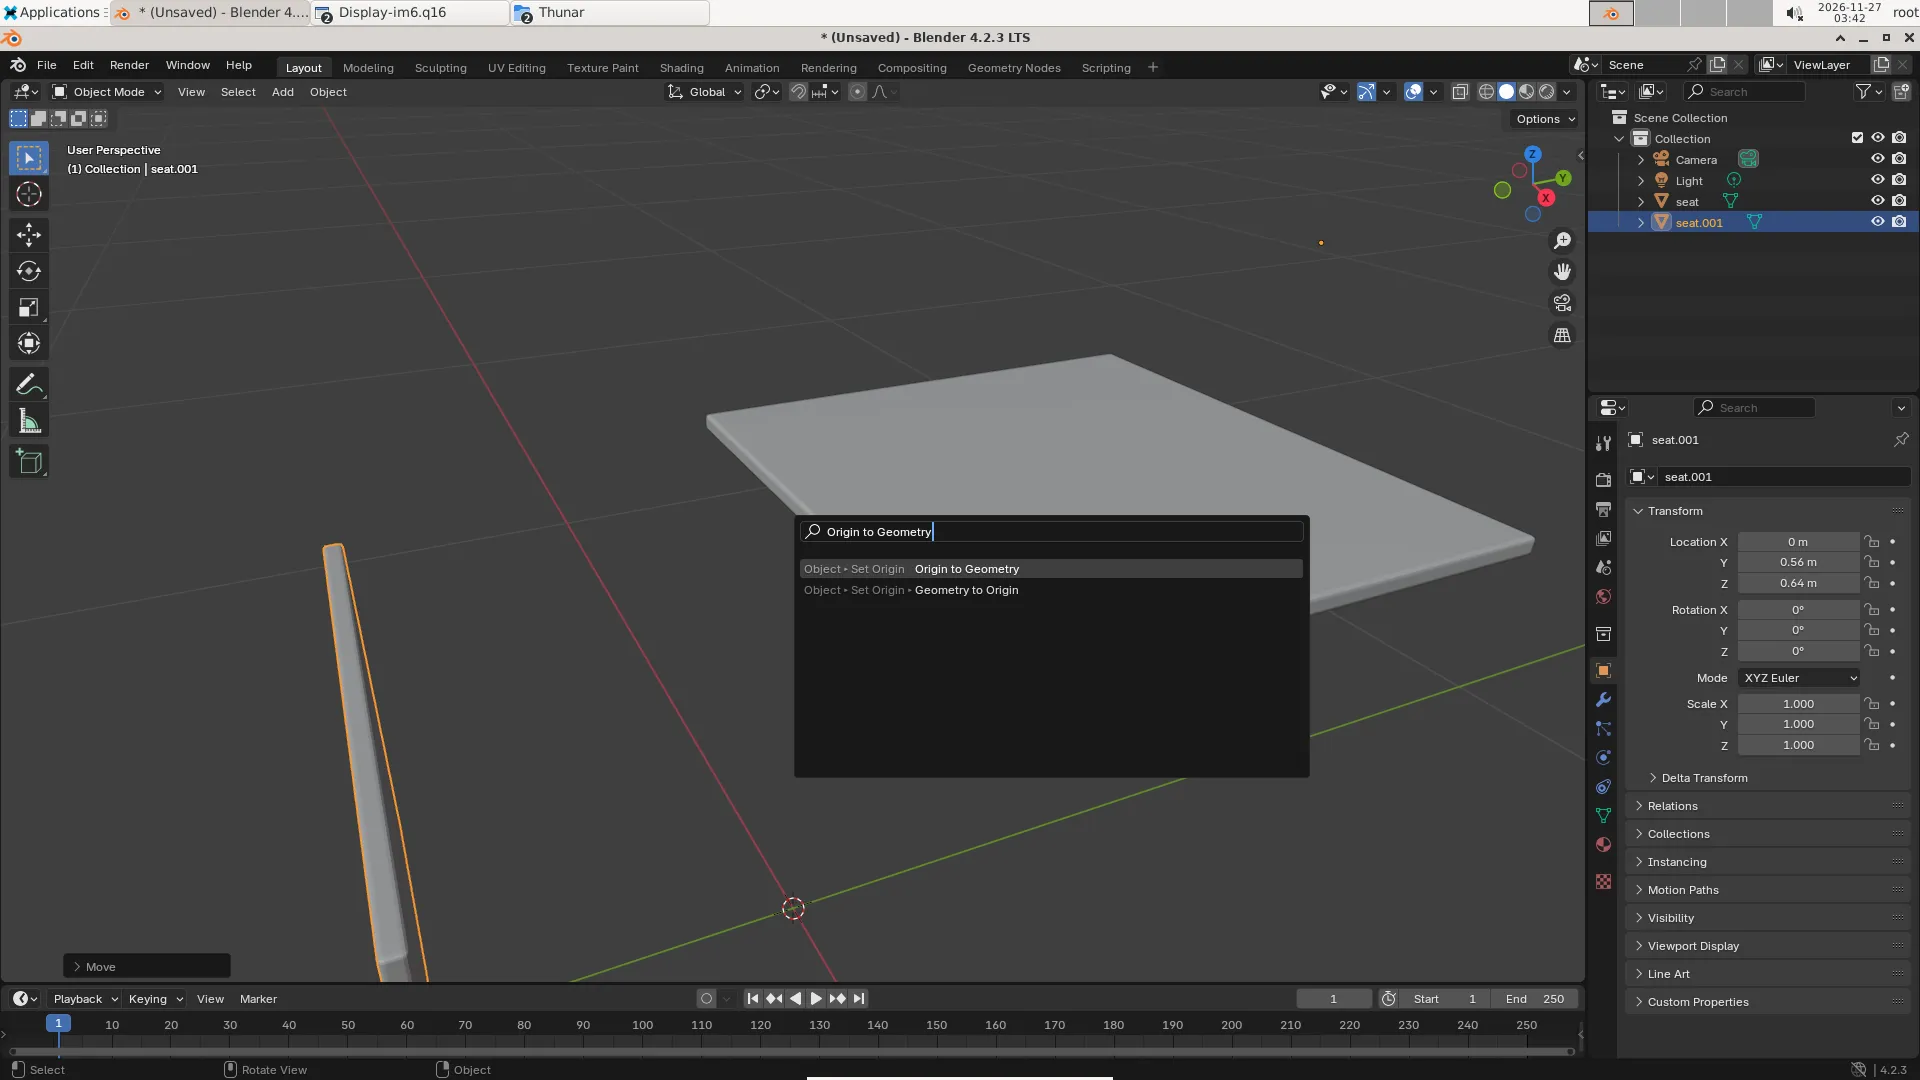 Applications
* (Unsaved) - Blender 4....
2
Display-im6.q16
2
Thunar
2026-11-27
03:42
root
* (Unsaved) - Blender 4.2.3 LTS
File
Edit
Render
Window
Help
Layout
Modeling
Sculpting
UV Editing
Texture Paint
Shading
Animation
Rendering
Compositing
Geometry Nodes
Scripting
Scene
ViewLayer
Object Mode
View
Select
Add
Object
Global
Search
Options
Scene Collection
Collection
Camera
Light
seat
seat.001
User Perspective
(1) Collection | seat.001
Z
Y
X
Origin to Geometry
Object ▸ Set Origin ▸ Origin to Geometry
Object ▸ Set Origin ▸ Geometry to Origin
Search
seat.001
seat.001
Transform
Location X 0 m
Y 0.56 m
Z 0.64 m
Rotation X 0°
Y 0°
Z 0°
Mode XYZ Euler
Scale X 1.000
Y 1.000
Z 1.000
Delta Transform
Relations
Collections
Instancing
Motion Paths
Visibility
Viewport Display
Line Art
Custom Properties
Move
Playback
Keying
View
Marker
1
Start 1
End 250
1 10 20 30 40 50 60 70 80 90 100 110 120 130 140 150 160 170 180 190 200 210 220 230 240 250
Select
Rotate View
Object
4.2.3